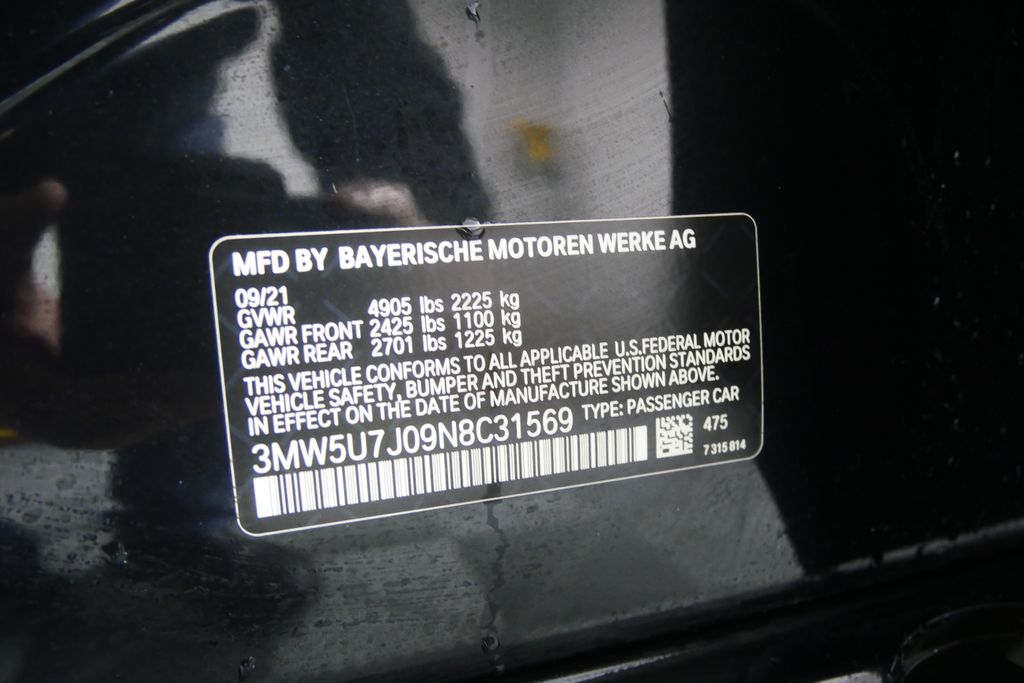 MFD BY BAYERISCHE MOTOREN WERKE AG
09/21
GVWR 4905 lbs 2225 kg
GAWR FRONT 2425 lbs 1100 kg
GAWR REAR 2701 lbs 1225 kg
THIS VEHICLE CONFORMS TO ALL APPLICABLE U.S.FEDERAL MOTOR
VEHICLE SAFETY, BUMPER AND THEFT PREVENTION STANDARDS
IN EFFECT ON THE DATE OF MANUFACTURE SHOWN ABOVE.
3MW5U7J09N8C31569 TYPE: PASSENGER CAR
475
7 315 814